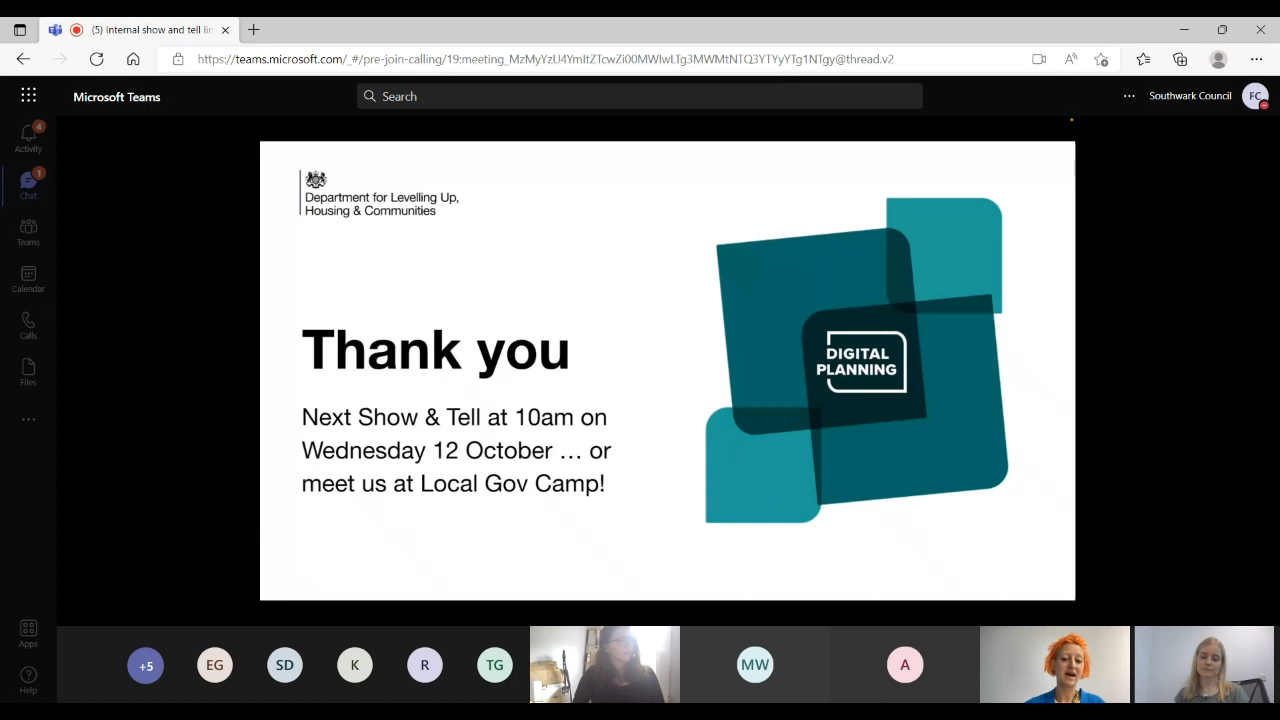 (5) Internal show and tell lin
https://teams.microsoft.com/_#/pre-join-calling/19:meeting_MzMyYzU4YmItZTcwZi00MWIwLTg3MWMtNTQ3YTYyYTg1NTgy@thread.v2
Microsoft Teams
Search
Southwark Council
FC
4
Activity
1
Chat
Teams
Calendar
Calls
Files
Apps
Help
Department for Levelling Up,
Housing & Communities
Thank you
Next Show & Tell at 10am on
Wednesday 12 October … or
meet us at Local Gov Camp!
DIGITAL
PLANNING
+5
EG
SD
K
R
TG
MW
A